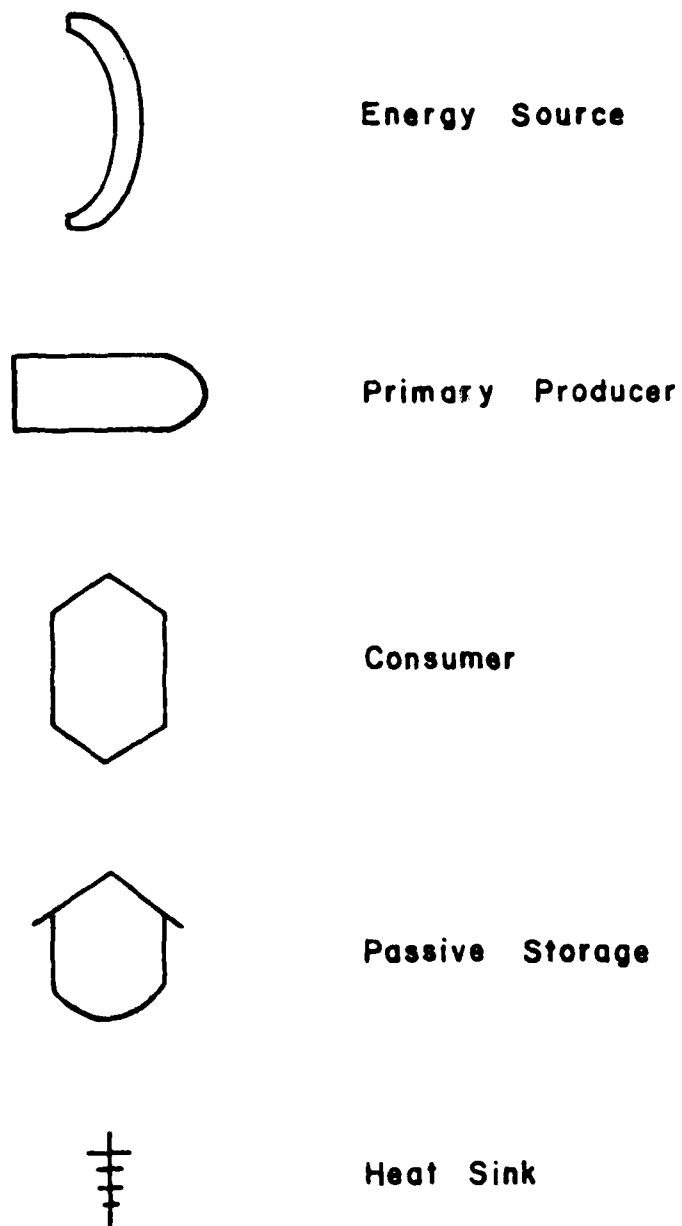 Energy Source
Primary Producer
Consumer
Passive Storage
Heat Sink